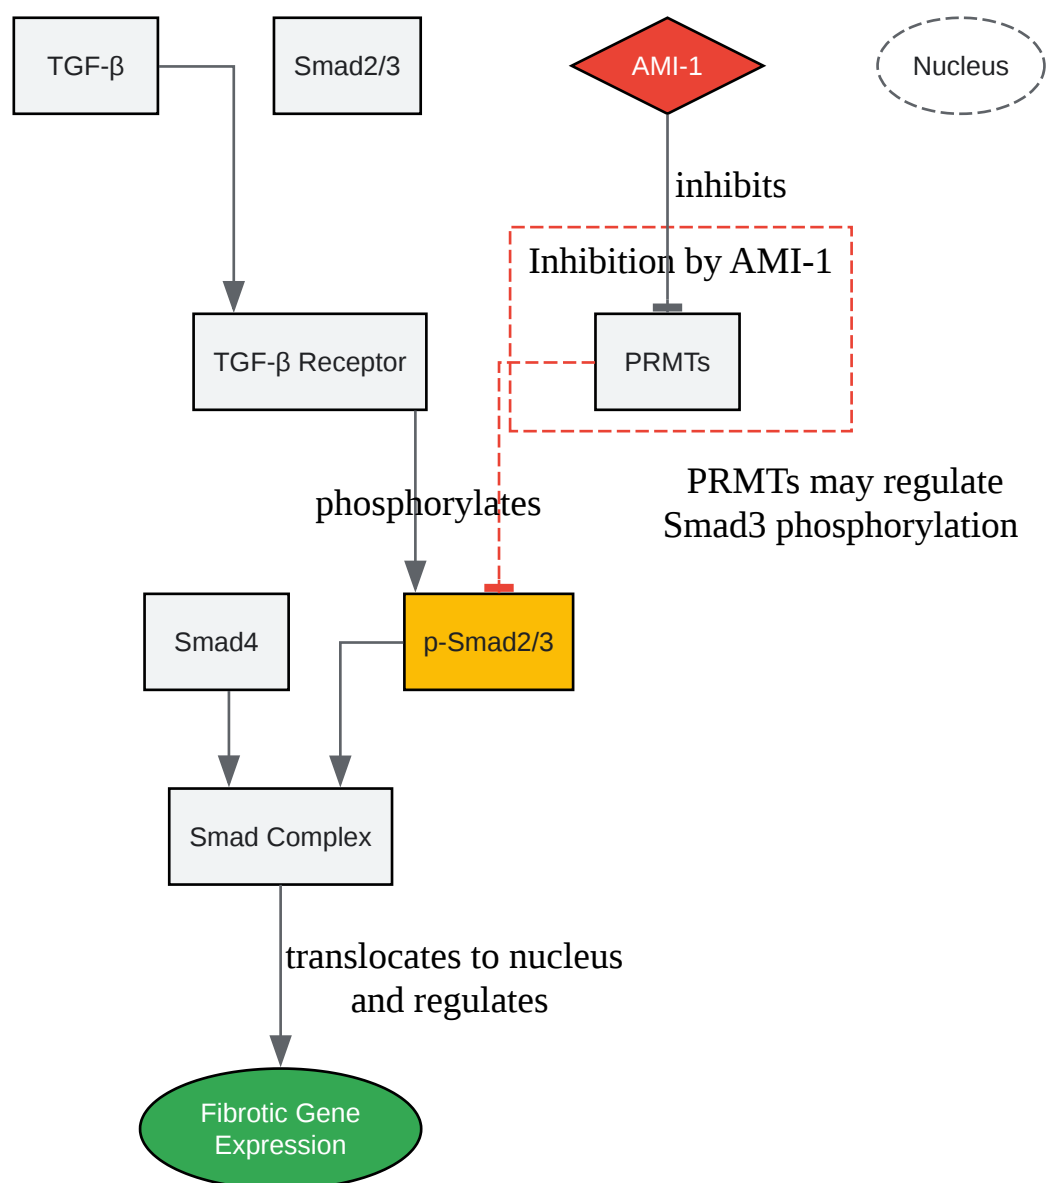 TGF-β
Smad2/3
AMI-1
Nucleus
inhibits
Inhibition by AMI-1
TGF-β Receptor
PRMTs
phosphorylates
PRMTs may regulate
Smad3 phosphorylation
Smad4
p-Smad2/3
Smad Complex
translocates to nucleus
and regulates
Fibrotic Gene
Expression